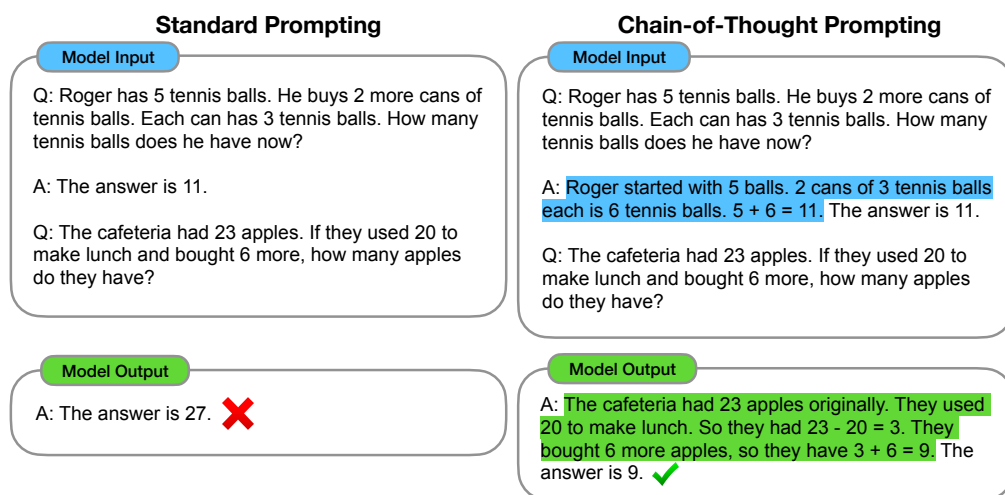 Standard Prompting
Model Input
Q: Roger has 5 tennis balls. He buys 2 more cans of
tennis balls. Each can has 3 tennis balls. How many
tennis balls does he have now?
A: The answer is 11.
Q: The cafeteria had 23 apples. If they used 20 to
make lunch and bought 6 more, how many apples
do they have?
Model Output
A: The answer is 27.
Chain-of-Thought Prompting
Model Input
Q: Roger has 5 tennis balls. He buys 2 more cans of
tennis balls. Each can has 3 tennis balls. How many
tennis balls does he have now?
A: Roger started with 5 balls. 2 cans of 3 tennis balls
each is 6 tennis balls. 5 + 6 = 11. The answer is 11.
Q: The cafeteria had 23 apples. If they used 20 to
make lunch and bought 6 more, how many apples
do they have?
Model Output
A: The cafeteria had 23 apples originally. They used
20 to make lunch. So they had 23 - 20 = 3. They
bought 6 more apples, so they have 3 + 6 = 9. The
answer is 9.